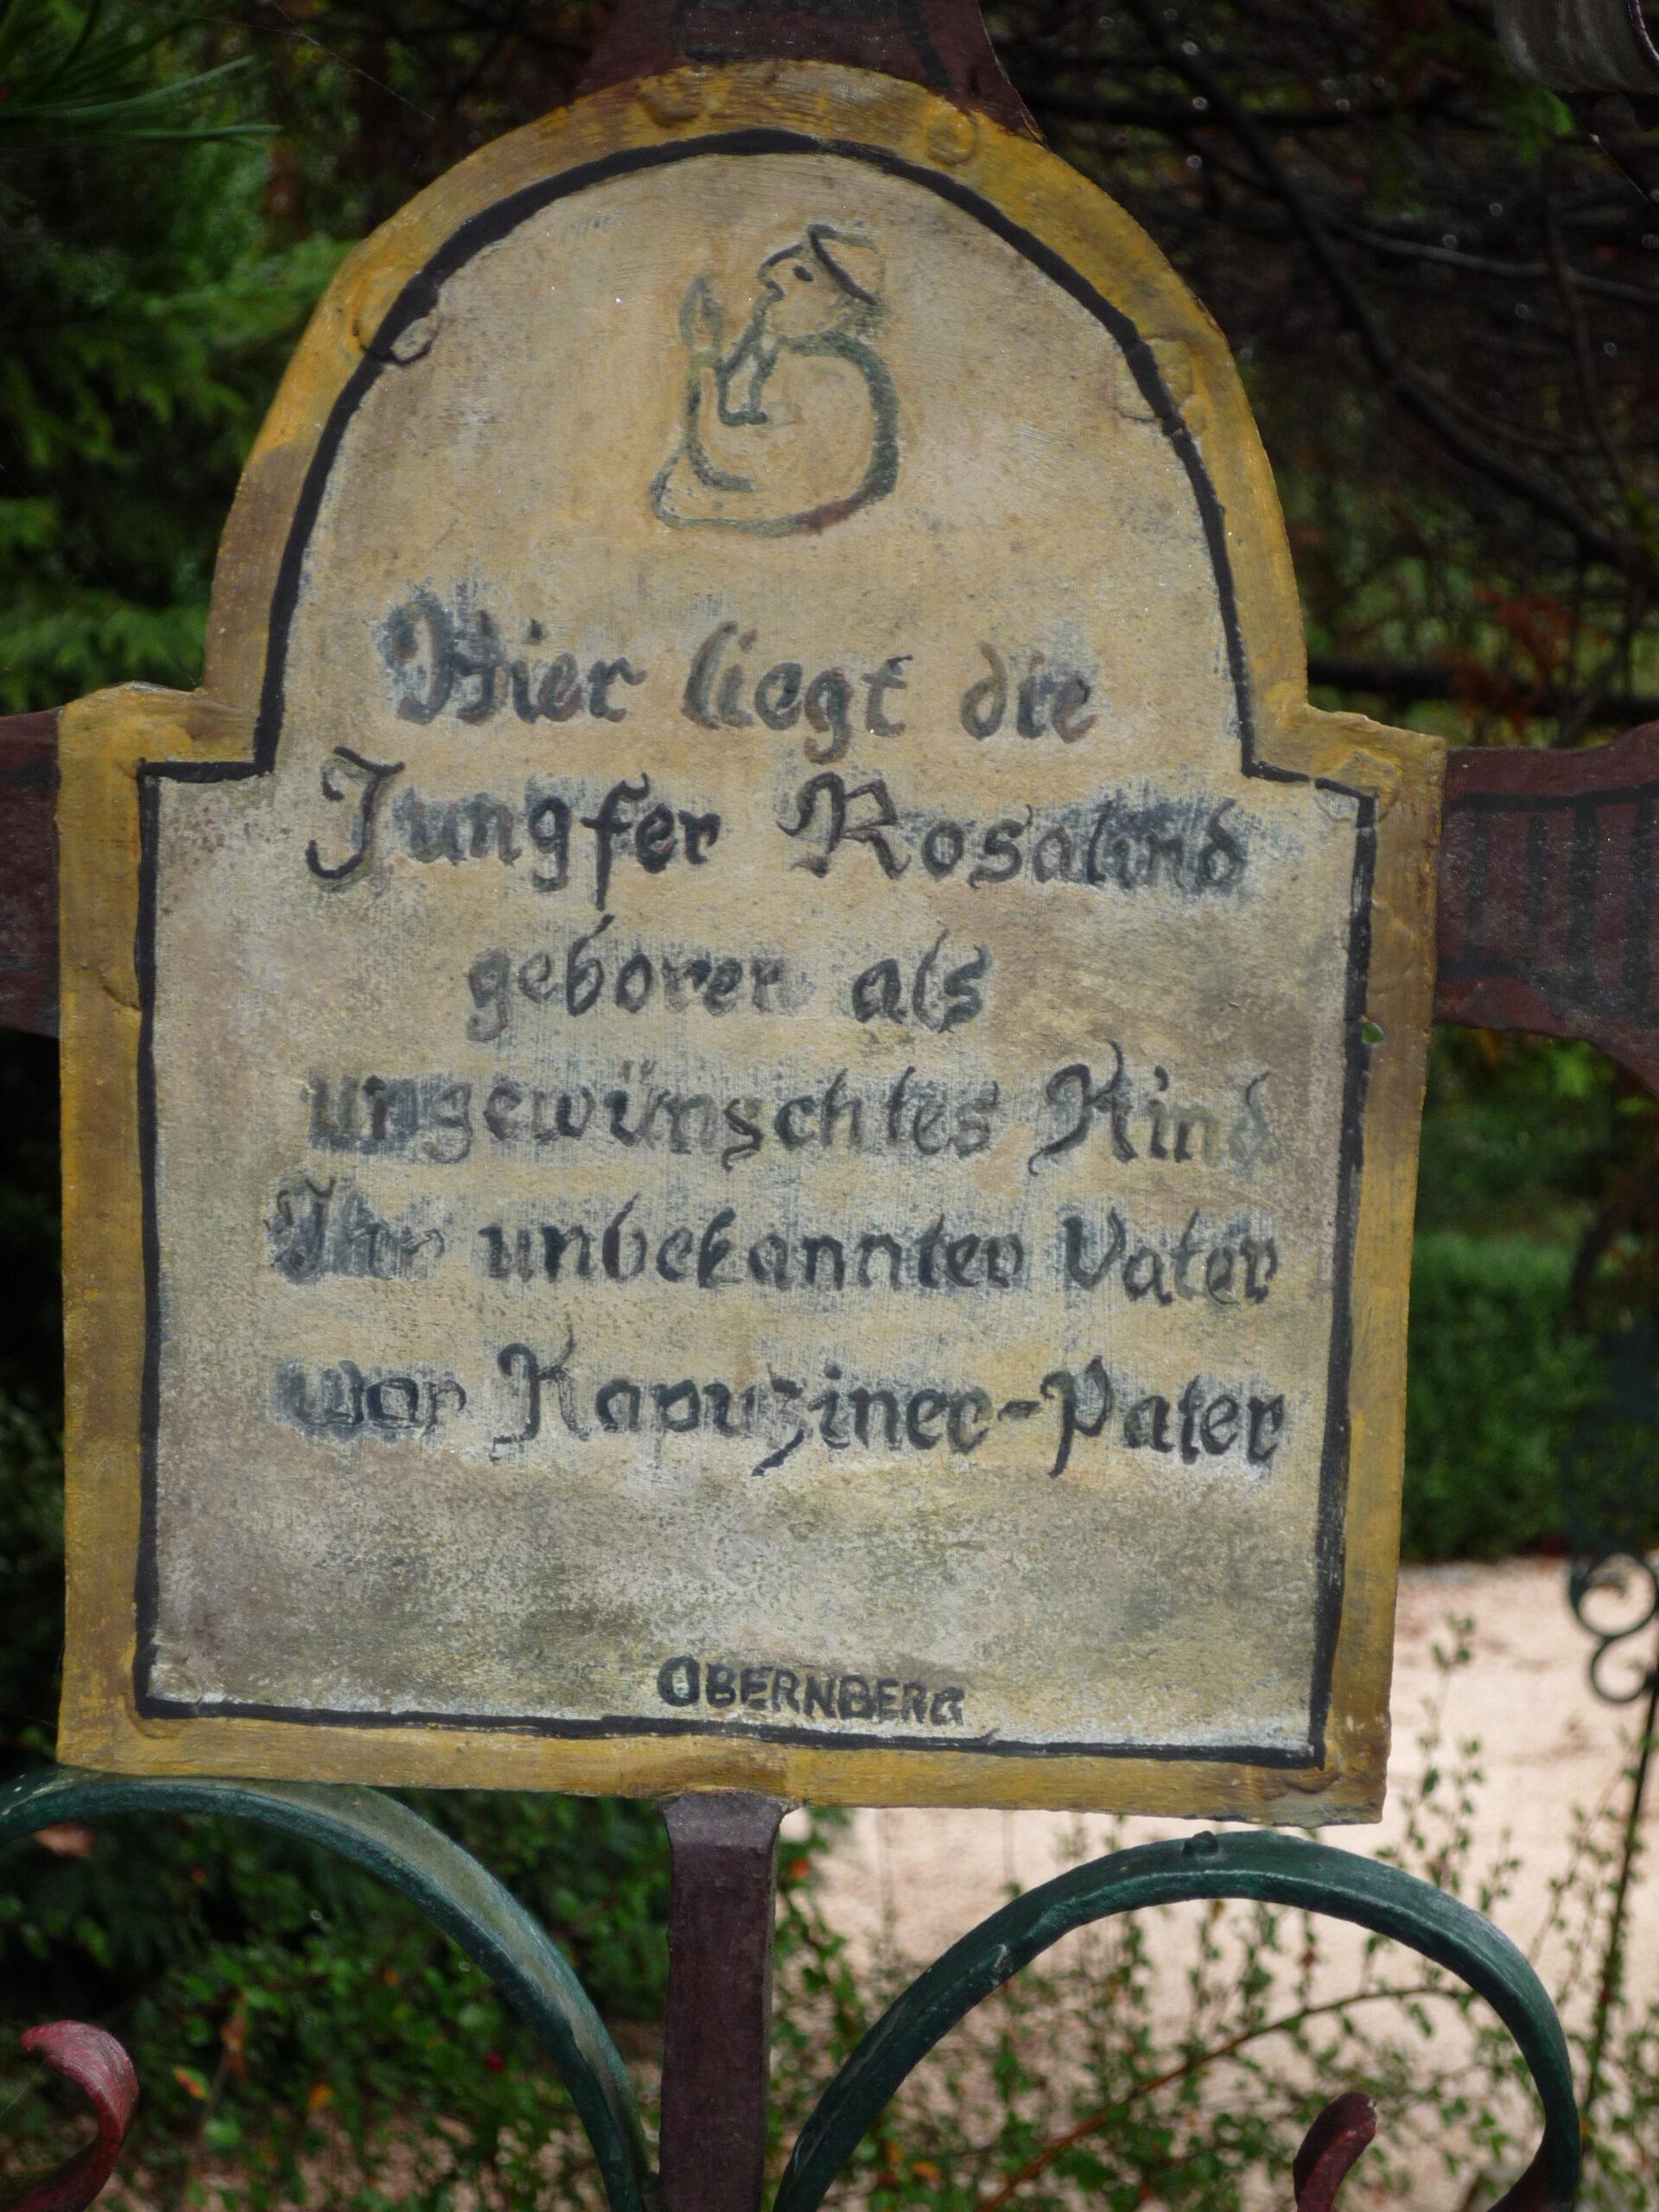 Hier liegt die
Jungfer Rosalind
geboren als
ungewünschtes Kind
Ihr unbekannter Vater
war Kapuziner-Pater
OBERNBERG